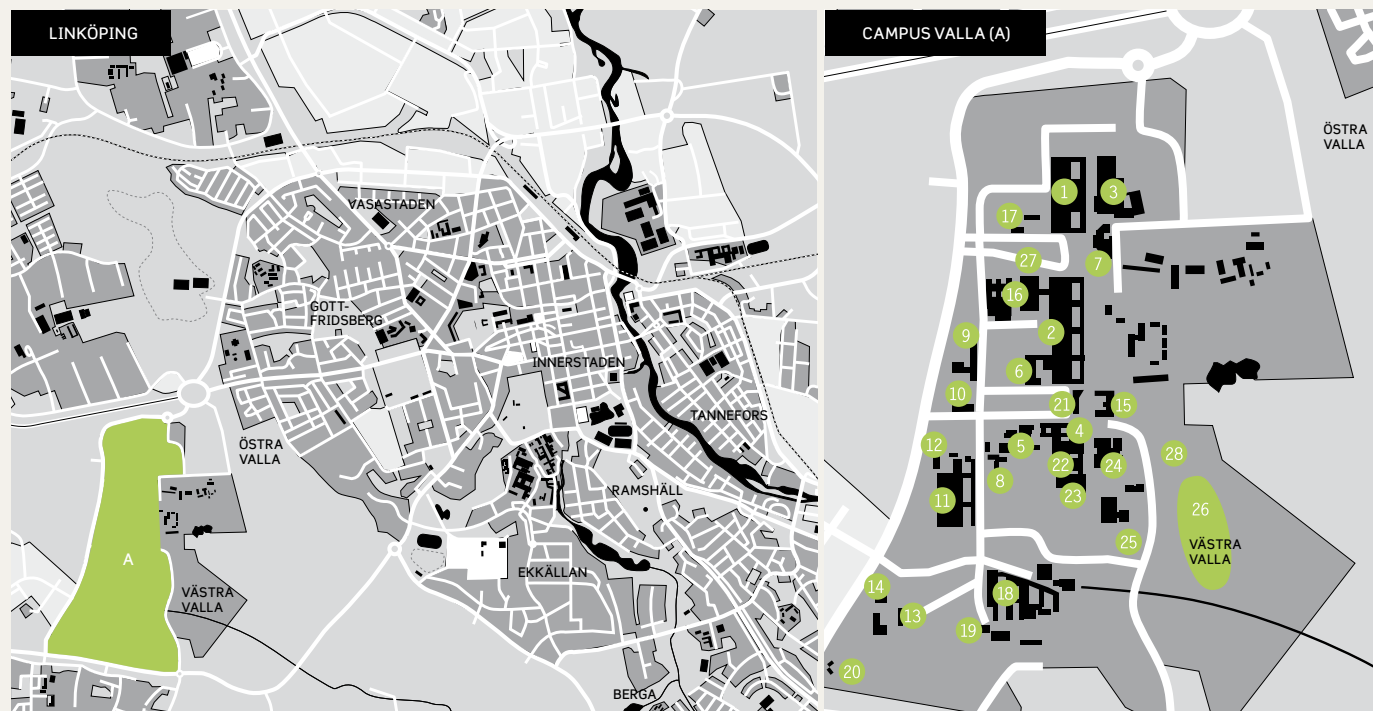 LINKÖPING
VASASTADEN
GOTT-
FRIDSBERG
INNERSTADEN
TANNEFORS
ÖSTRA
VALLA
RAMSHÄLL
A
EKKÄLLAN
VÄSTRA
VALLA
BERGA
CAMPUS VALLA (A)
ÖSTRA
VALLA
1
3
17
7
27
16
2
9
6
10
21
15
4
12
5
28
22
24
8
23
11
26
25
VÄSTRA
VALLA
14
18
13
19
20